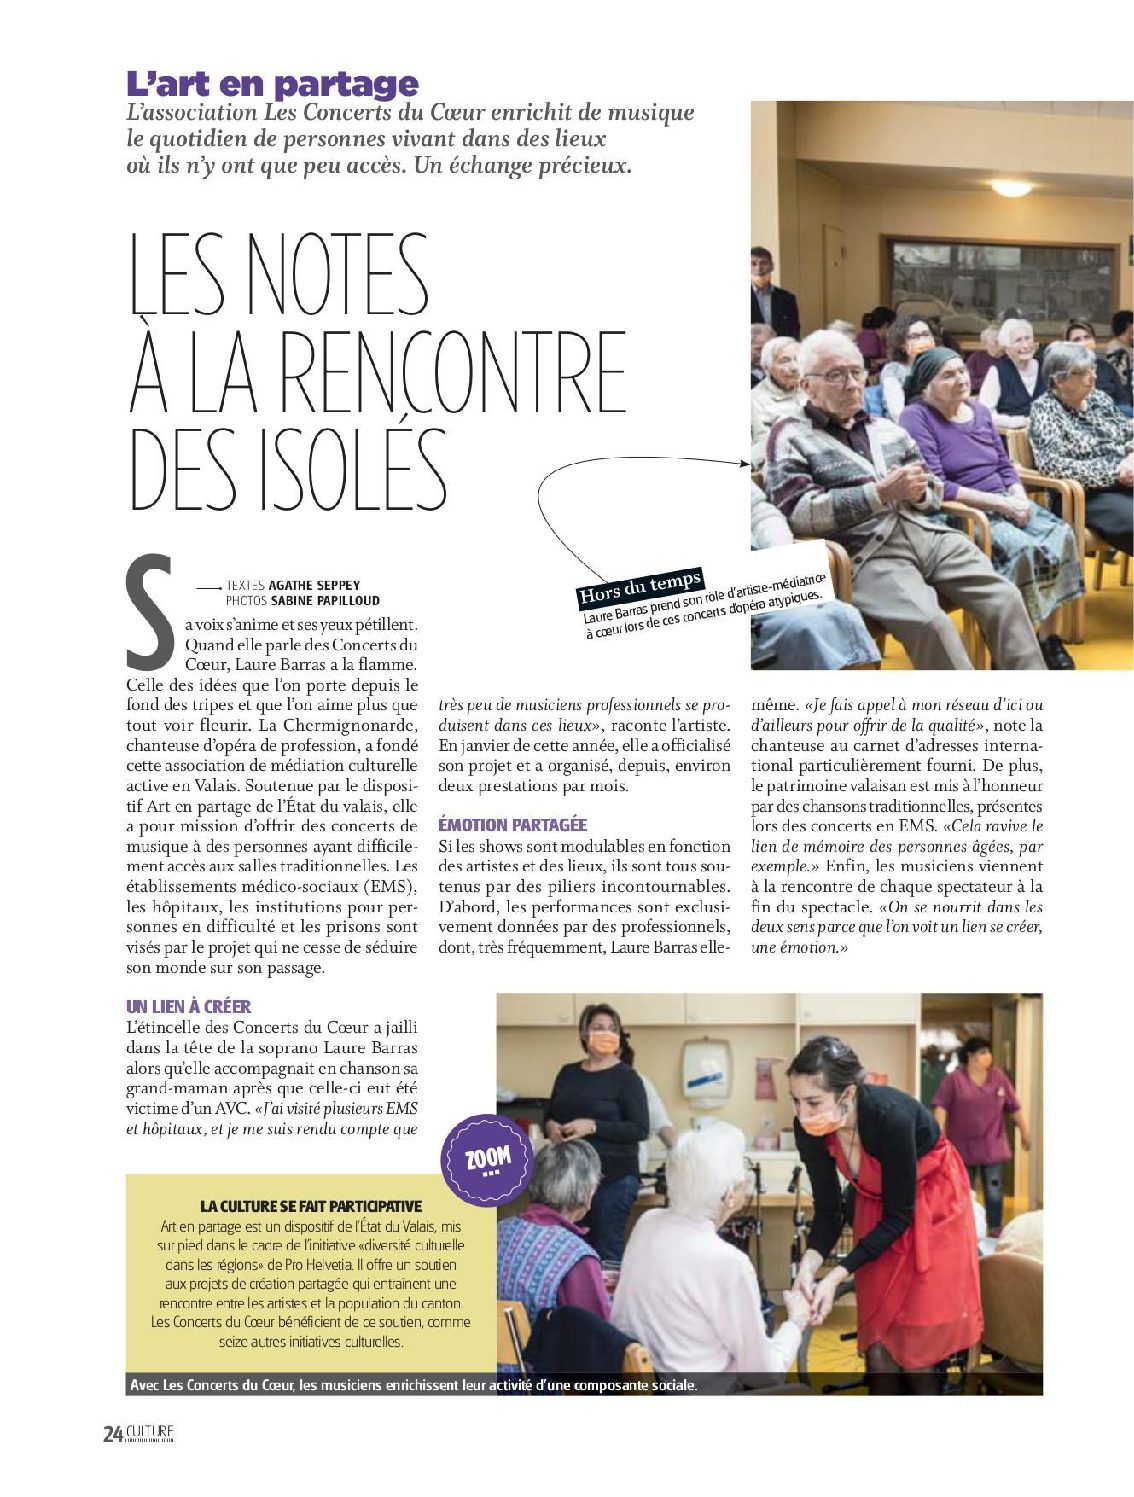 L'art en partage
L'association Les Concerts du Cœur enrichit de musique
le quotidien de personnes vivant dans des lieux
où ils n'y ont que peu accès. Un échange précieux.
LES NOTES
À LA RENCONTRE
DES ISOLÉS
Hors du temps
Laure Barras prend son rôle d'artiste-médiatrice
à cœur lors de ces concerts d'opéra atypiques.
TEXTES AGATHE SEPPEY
PHOTOS SABINE PAPILLOUD
Sa voix s'anime et ses yeux pétillent.
Quand elle parle des Concerts du
Cœur, Laure Barras a la flamme.
Celle des idées que l'on porte depuis le
fond des tripes et que l'on aime plus que
tout voir fleurir. La Chermignonarde,
chanteuse d'opéra de profession, a fondé
cette association de médiation culturelle
active en Valais. Soutenue par le disposi-
tif Art en partage de l'État du valais, elle
a pour mission d'offrir des concerts de
musique à des personnes ayant difficile-
ment accès aux salles traditionnelles. Les
établissements médico-sociaux (EMS),
les hôpitaux, les institutions pour per-
sonnes en difficulté et les prisons sont
visés par le projet qui ne cesse de séduire
son monde sur son passage.
UN LIEN À CRÉER
L'étincelle des Concerts du Cœur a jailli
dans la tête de la soprano Laure Barras
alors qu'elle accompagnait en chanson sa
grand-maman après que celle-ci eut été
victime d'un AVC. «J'ai visité plusieurs EMS
et hôpitaux, et je me suis rendu compte que
très peu de musiciens professionnels se pro-
duisent dans ces lieux», raconte l'artiste.
En janvier de cette année, elle a officialisé
son projet et a organisé, depuis, environ
deux prestations par mois.
ÉMOTION PARTAGÉE
Si les shows sont modulables en fonction
des artistes et des lieux, ils sont tous sou-
tenus par des piliers incontournables.
D'abord, les performances sont exclusi-
vement données par des professionnels,
dont, très fréquemment, Laure Barras elle-
même. «Je fais appel à mon réseau d'ici ou
d'ailleurs pour offrir de la qualité», note la
chanteuse au carnet d'adresses interna-
tional particulièrement fourni. De plus,
le patrimoine valaisan est mis à l'honneur
par des chansons traditionnelles, présentes
lors des concerts en EMS. «Cela ravive le
lien de mémoire des personnes âgées, par
exemple.» Enfin, les musiciens viennent
à la rencontre de chaque spectateur à la
fin du spectacle. «On se nourrit dans les
deux sens parce que l'on voit un lien se créer,
une émotion.»
ZOOM
...
LA CULTURE SE FAIT PARTICIPATIVE
Art en partage est un dispositif de l'État du Valais, mis
sur pied dans le cadre de l'initiative «diversité culturelle
dans les régions» de Pro Helvetia. Il offre un soutien
aux projets de création partagée qui entraînent une
rencontre entre les artistes et la population du canton.
Les Concerts du Cœur bénéficient de ce soutien, comme
seize autres initiatives culturelles.
Avec Les Concerts du Cœur, les musiciens enrichissent leur activité d'une composante sociale.
24 CULTURE